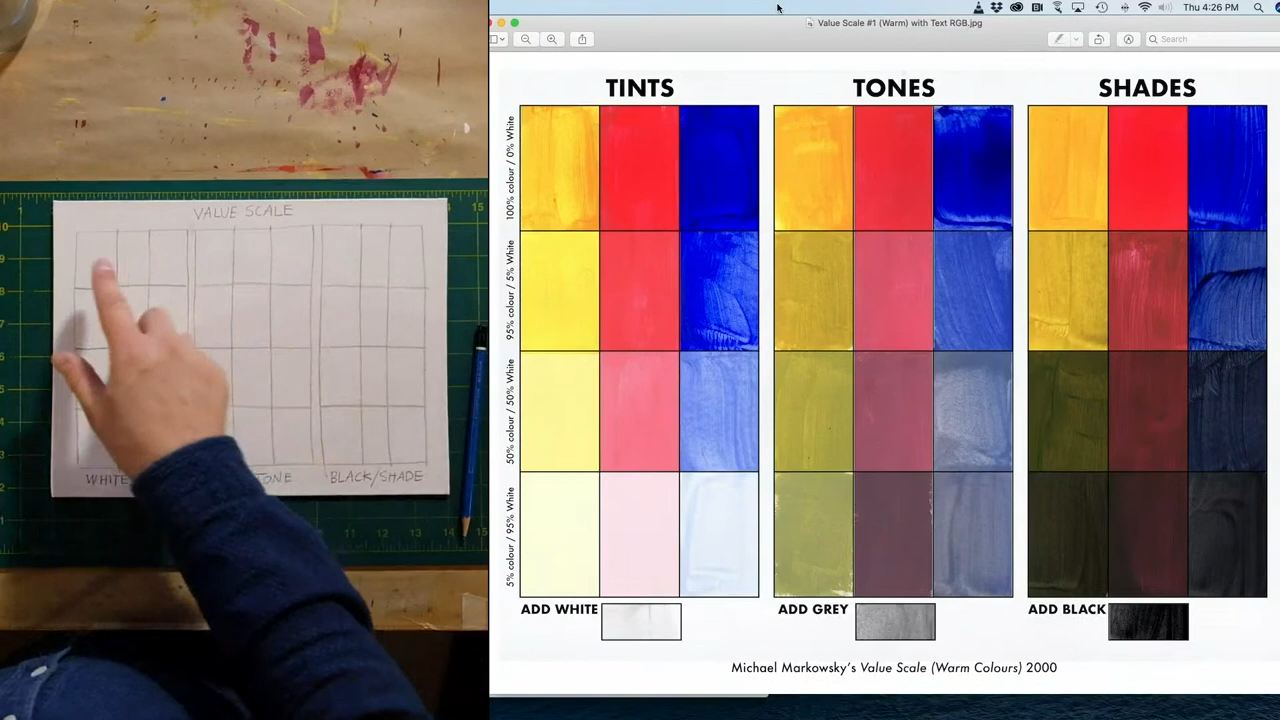 VALUE SCALE
WHITE
TONE
BLACK/SHADE
Thu 4:26 PM
Value Scale #1 (Warm) with Text RGB.jpg
Search
TINTS
TONES
SHADES
100% colour / 0% White
95% colour / 5% White
50% colour / 50% White
5% colour / 95% White
ADD WHITE
ADD GREY
ADD BLACK
Michael Markowsky's Value Scale (Warm Colours) 2000